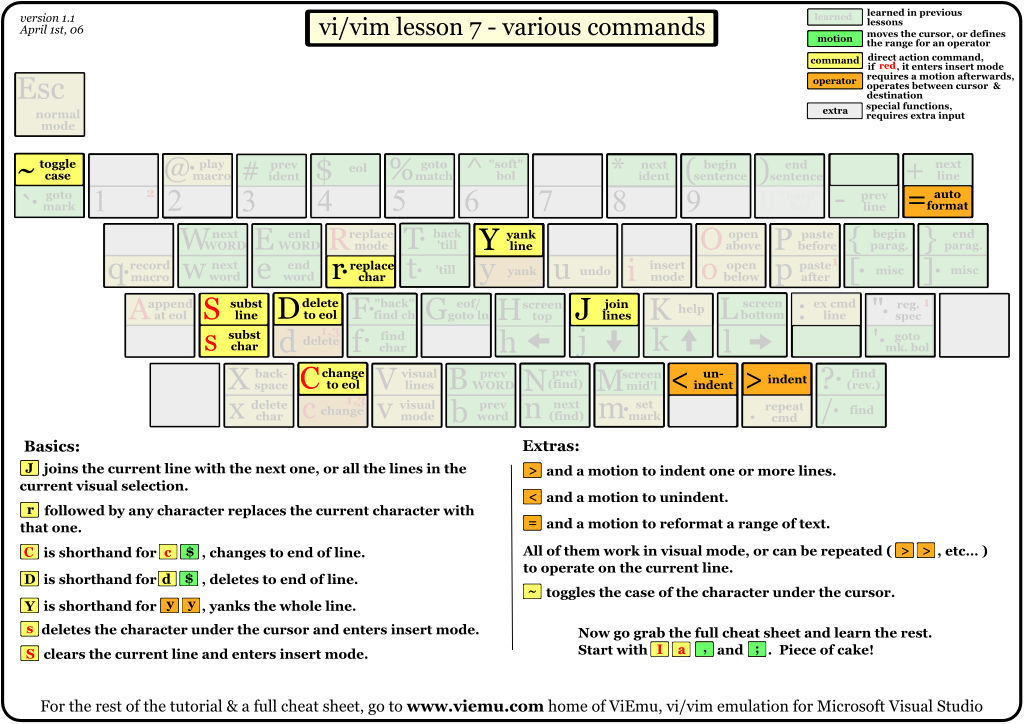 version 1.1
April 1st, 06
vi/vim lesson 7 - various commands
learned learned in previous lessons
motion moves the cursor, or defines the range for an operator
command direct action command, if red, it enters insert mode
operator requires a motion afterwards, operates between cursor & destination
extra special functions, requires extra input
Esc normal mode
~ toggle case
` · goto mark
1 2
@ · play macro
2
# prev ident
3
$ eol
4
% goto match
5
^ "soft" bol
6
7
* next ident
8
( begin sentence
9
) end sentence
- prev line
+ next line
= auto format
q · record macro
W next WORD
w next word
E end WORD
e end word
R replace mode
r · replace char
T · back 'till
t · 'till
Y yank line
y yank
u undo
i insert mode
O open above
o open below
P paste before
p paste after 1
{ begin parag.
[ · misc
} end parag.
] · misc
A append at eol
S subst line
s subst char
D delete to eol
d delete
F · "back" find ch
f · find char
G eof/ goto ln
H screen top
h ←
J join lines
j ↓
K help
k ↑
L screen bottom
l →
: ex cmd line
" · reg. spec 1
' · goto mk. bol
X back-space
x delete char
C change to eol
c change 1,3
V visual lines
v visual mode
B prev WORD
b prev word
N prev (find)
n next (find)
M screen mid'l
m · set mark
< un-indent
> indent
. repeat cmd
? · find (rev.)
/ · find
Basics:
J joins the current line with the next one, or all the lines in the
current visual selection.
r followed by any character replaces the current character with
that one.
C is shorthand for c $ , changes to end of line.
D is shorthand for d $ , deletes to end of line.
Y is shorthand for y y , yanks the whole line.
s deletes the character under the cursor and enters insert mode.
S clears the current line and enters insert mode.
Extras:
> and a motion to indent one or more lines.
< and a motion to unindent.
= and a motion to reformat a range of text.
All of them work in visual mode, or can be repeated ( > > , etc... )
to operate on the current line.
~ toggles the case of the character under the cursor.
Now go grab the full cheat sheet and learn the rest.
Start with I a , and ; . Piece of cake!
For the rest of the tutorial & a full cheat sheet, go to www.viemu.com home of ViEmu, vi/vim emulation for Microsoft Visual Studio